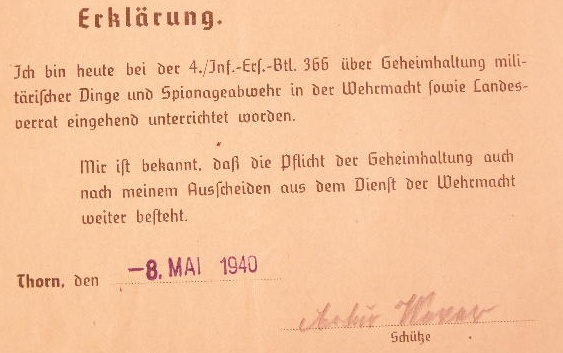 Erklärung.
Ich bin heute bei der 4./Inf.-Ers.-Btl. 366 über Geheimhaltung mili-
täriſcher Dinge und Spionageabwehr in der Wehrmacht ſowie Landes-
verrat eingehend unterrichtet worden.
Mir iſt bekannt, daß die Pflicht der Geheimhaltung auch
nach meinem Ausſcheiden aus dem Dienſt der Wehrmacht
weiter beſteht.
Thorn, den -8. MAI 1940
Schütze